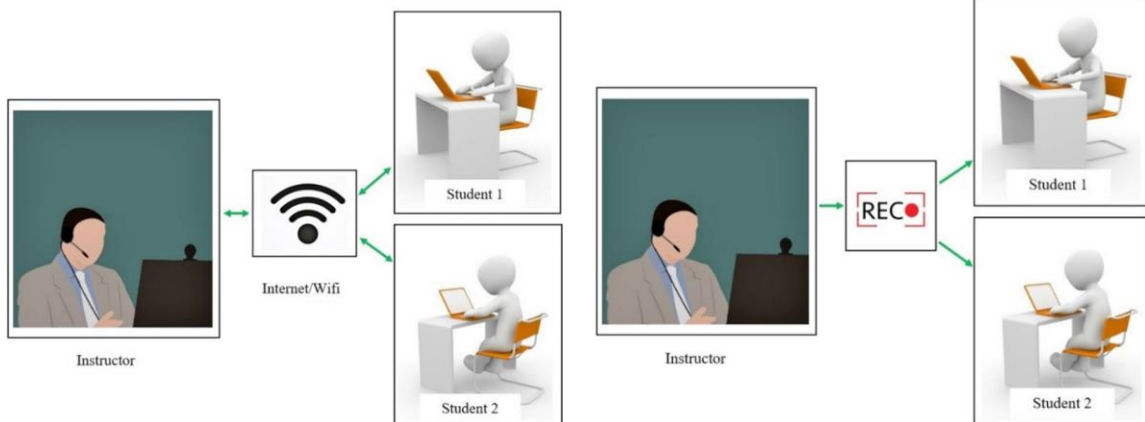 Student 1
Internet/Wifi
Instructor
Student 2
Student 1
REC
Instructor
Student 2